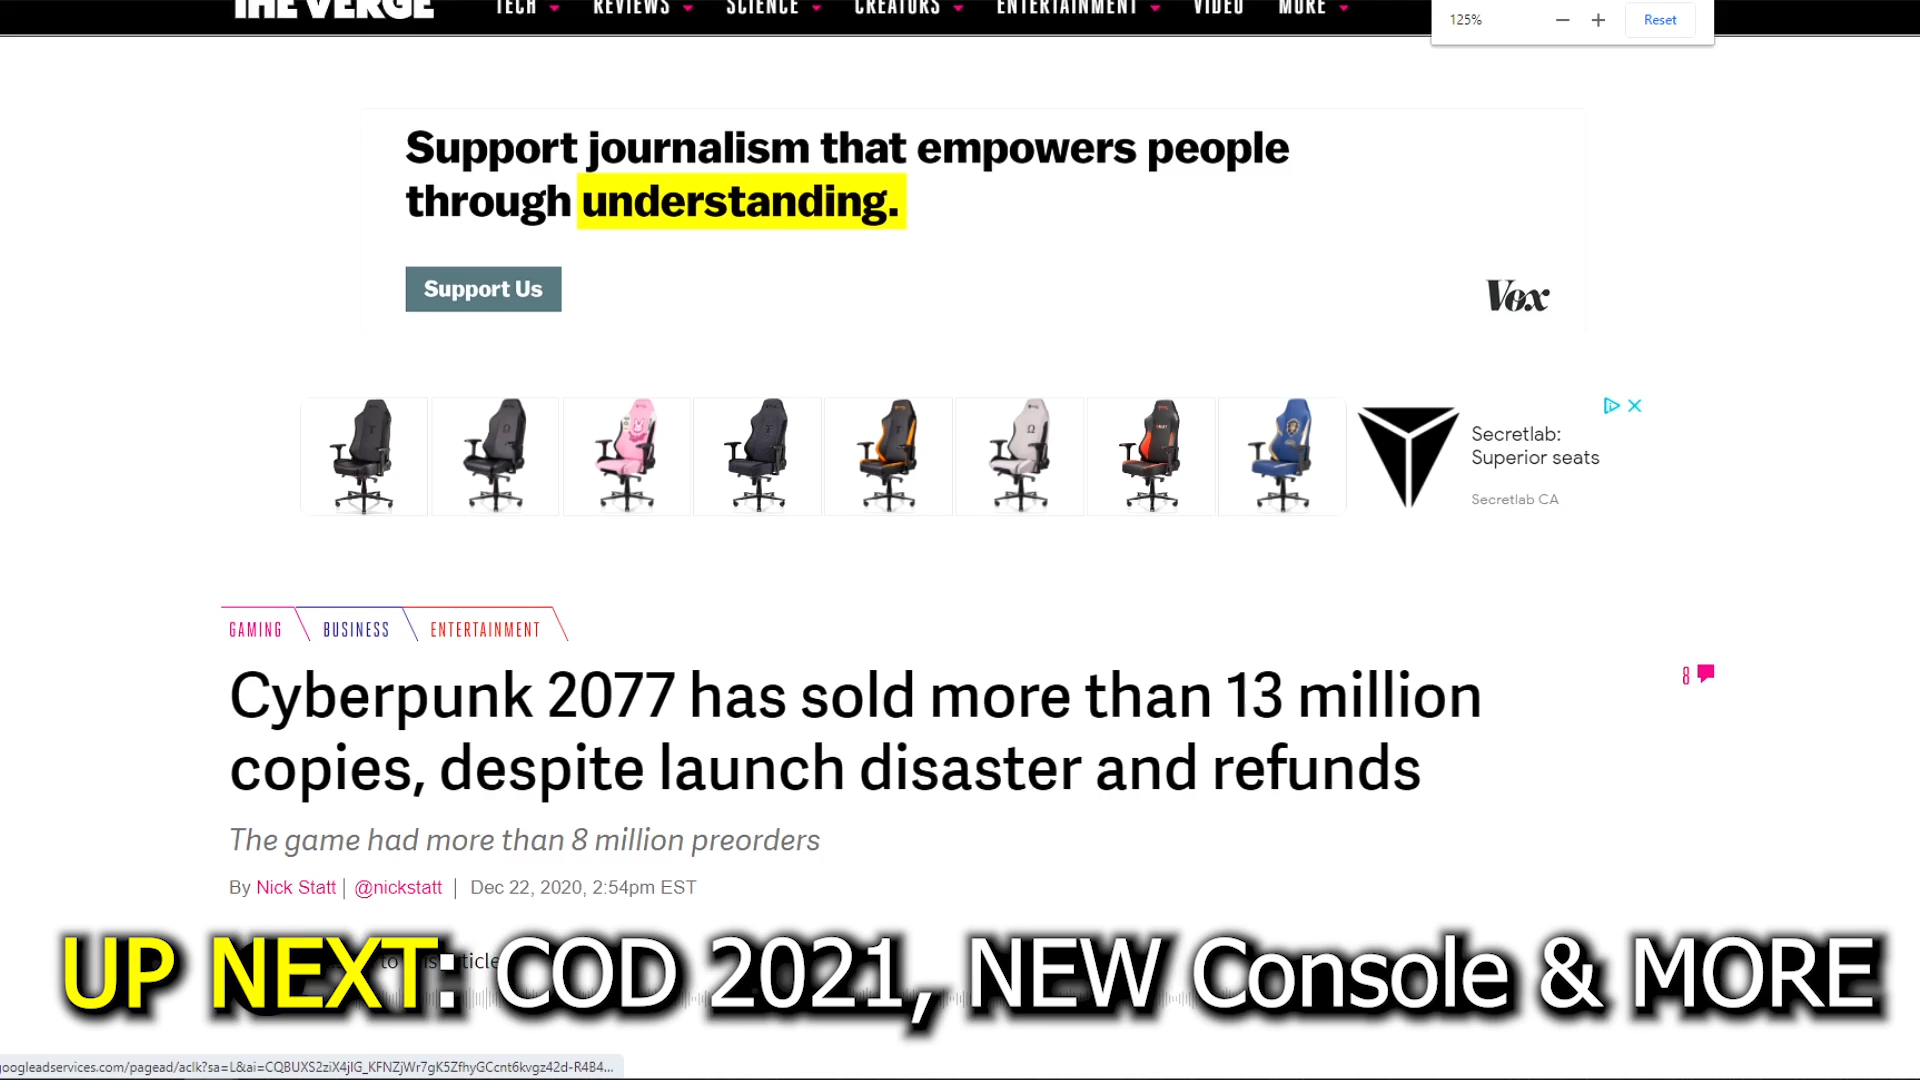 THE VERGE TECH REVIEWS SCIENCE CREATORS ENTERTAINMENT VIDEO MORE
125% Reset
Support journalism that empowers people
through understanding.
Support Us
Vox
Secretlab:
Superior seats
Secretlab CA
GAMING BUSINESS ENTERTAINMENT
Cyberpunk 2077 has sold more than 13 million
copies, despite launch disaster and refunds
8
The game had more than 8 million preorders
By Nick Statt | @nickstatt | Dec 22, 2020, 2:54pm EST
UP NEXT: COD 2021, NEW Console & MORE
oogleadservices.com/pagead/aclk?sa=L&ai=CQBUXS2ziX4jIG_KFNZjWr7gK5ZfhyGCcnt6kvgz42d-R4B4...